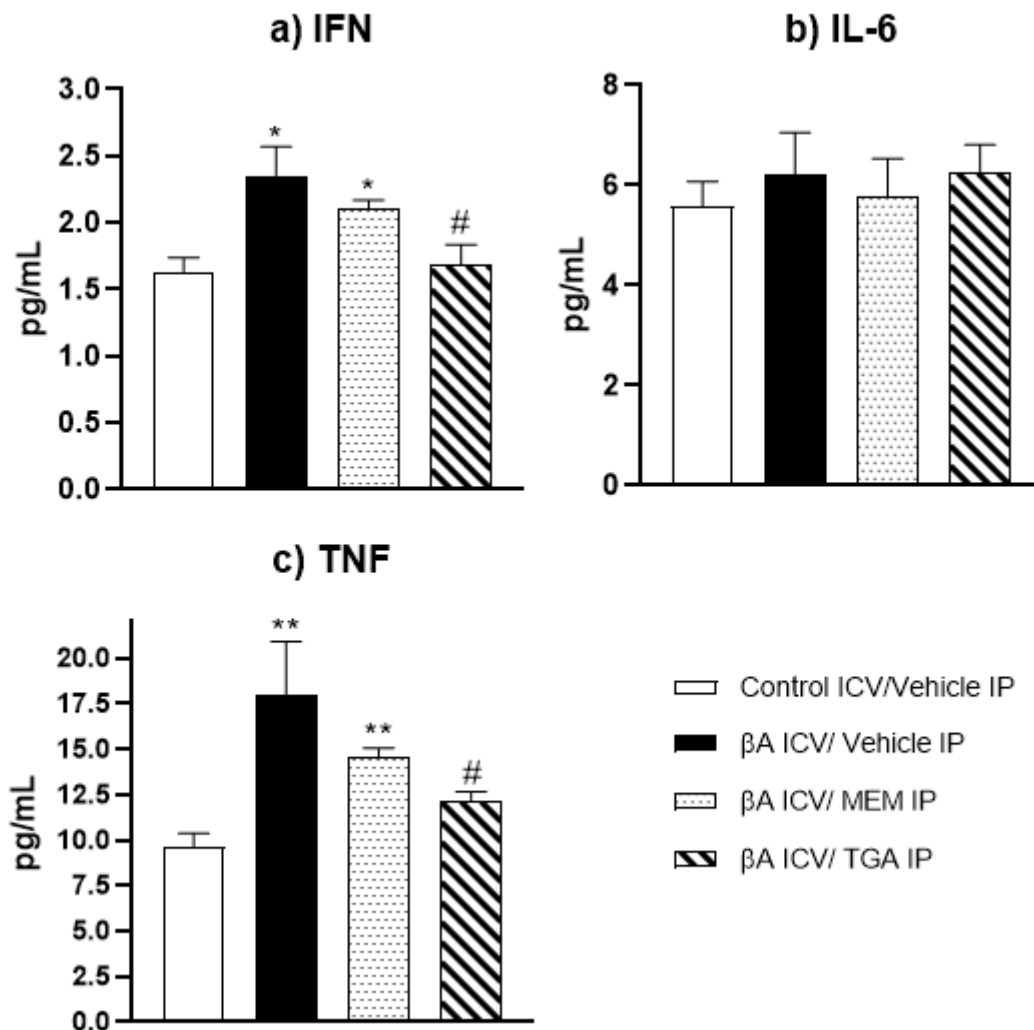 a) IFN
pg/mL
3.0
2.5
2.0
1.5
1.0
0.5
0.0
*
*
#
b) IL-6
pg/mL
8
6
4
2
0
c) TNF
pg/mL
20.0
17.5
15.0
12.5
10.0
7.5
5.0
2.5
0.0
**
**
#
Control ICV/Vehicle IP
βA ICV/ Vehicle IP
βA ICV/ MEM IP
βA ICV/ TGA IP